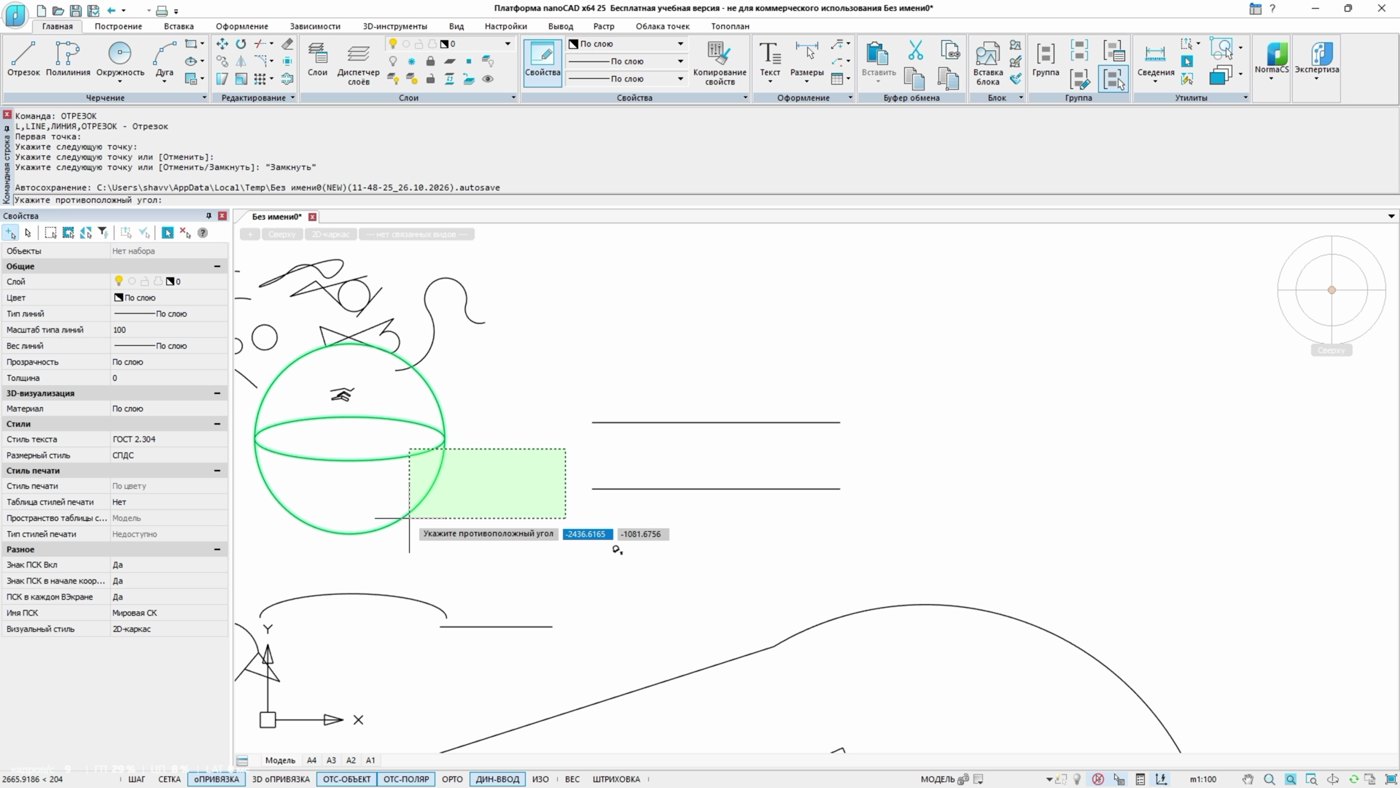 Платформа nanoCAD x64 25 Бесплатная учебная версия - не для коммерческого использования Без имени0*
Главная Построение Вставка Оформление Зависимости 3D-инструменты Вид Настройки Вывод Растр Облака точек Топоплан
Отрезок Полилиния Окружность Дуга
Черчение
Редактирование
Слои Диспетчер слоёв
0
Слои
Свойства
По слою
По слою
По слою
Копирование свойств
Свойства
Текст Размеры
Оформление
Вставить
Буфер обмена
Вставка блока
Блок
Группа
Группа
Сведения
Утилиты
NormaCS
Экспертиза
Командная строка
Команда: ОТРЕЗОК
L,LINE,ЛИНИЯ,ОТРЕЗОК - Отрезок
Первая точка:
Укажите следующую точку:
Укажите следующую точку или [Отменить]:
Укажите следующую точку или [Отменить/Замкнуть]: "Замкнуть"
Автосохранение: C:\Users\shavv\AppData\Local\Temp\Без имени0(NEW)(11-48-25_26.10.2026).autosave
Укажите противоположный угол:
Свойства
Объекты Нет набора
Общие
Слой 0
Цвет По слою
Тип линий По слою
Масштаб типа линий 100
Вес линий По слою
Прозрачность По слою
Толщина 0
3D-визуализация
Материал По слою
Стили
Стиль текста ГОСТ 2.304
Размерный стиль СПДС
Стиль печати
Стиль печати По цвету
Таблица стилей печати Нет
Пространство таблицы с... Модель
Тип стилей печати Недоступно
Разное
Знак ПСК Вкл Да
Знак ПСК в начале коор... Да
ПСК в каждом ВЭкране Да
Имя ПСК Мировая СК
Визуальный стиль 2D-каркас
Без имени0*
+ Сверху 2D-каркас --- нет связанных видов ---
Сверху
Укажите противоположный угол -2436.6165 -1081.6756
Y
X
Модель A4 A3 A2 A1
2665.9186 < 204 ШАГ СЕТКА оПРИВЯЗКА 3D оПРИВЯЗКА ОТС-ОБЪЕКТ ОТС-ПОЛЯР ОРТО ДИН-ВВОД ИЗО ВЕС ШТРИХОВКА МОДЕЛЬ m1:100